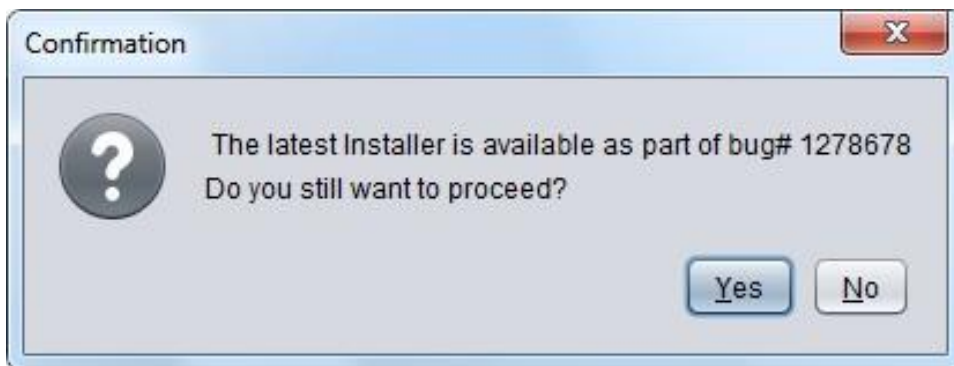 Confirmation
The latest Installer is available as part of bug# 1278678
Do you still want to proceed?
Yes
No